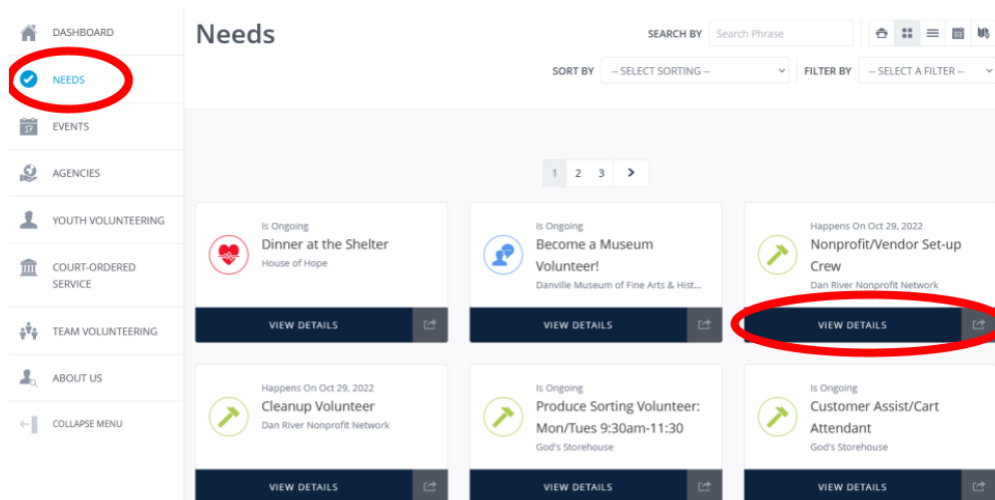 DASHBOARD
NEEDS
EVENTS
17
AGENCIES
YOUTH VOLUNTEERING
COURT-ORDERED
SERVICE
TEAM VOLUNTEERING
ABOUT US
COLLAPSE MENU
Needs
SEARCH BY Search Phrase
SORT BY -- SELECT SORTING -- FILTER BY -- SELECT A FILTER --
1 2 3 >
Is Ongoing
Dinner at the Shelter
House of Hope
VIEW DETAILS
Is Ongoing
Become a Museum
Volunteer!
Danville Museum of Fine Arts & Hist...
VIEW DETAILS
Happens On Oct 29, 2022
Nonprofit/Vendor Set-up
Crew
Dan River Nonprofit Network
VIEW DETAILS
Happens On Oct 29, 2022
Cleanup Volunteer
Dan River Nonprofit Network
VIEW DETAILS
Is Ongoing
Produce Sorting Volunteer:
Mon/Tues 9:30am-11:30
God's Storehouse
VIEW DETAILS
Is Ongoing
Customer Assist/Cart
Attendant
God's Storehouse
VIEW DETAILS